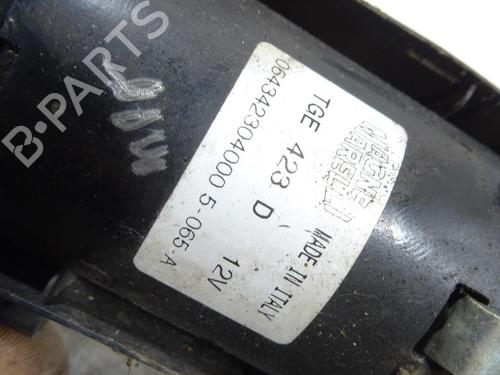 MAGNETI
MARELLI
MADE IN ITALY
TGE 423 D 12V
064342304000 5-065-A
B-PARTS